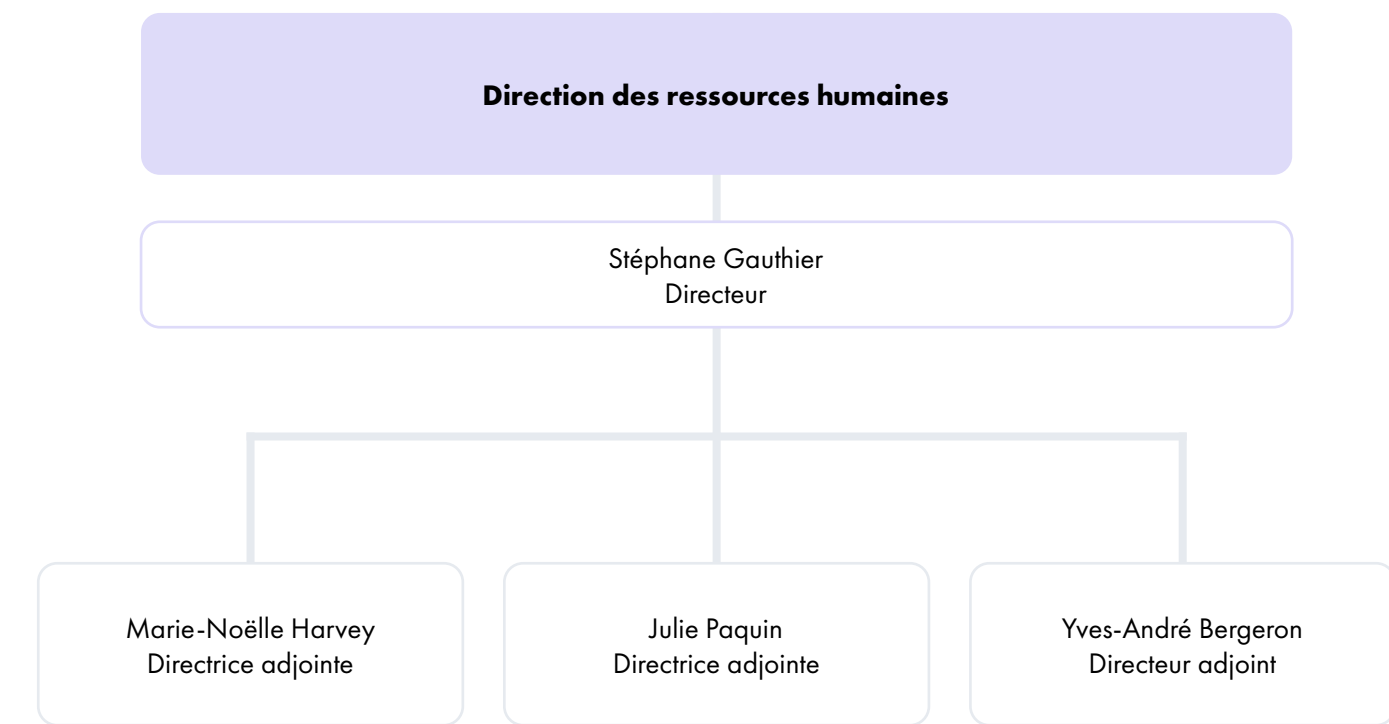 Direction des ressources humaines
Stéphane Gauthier
Directeur
Marie-Noëlle Harvey
Directrice adjointe
Julie Paquin
Directrice adjointe
Yves-André Bergeron
Directeur adjoint